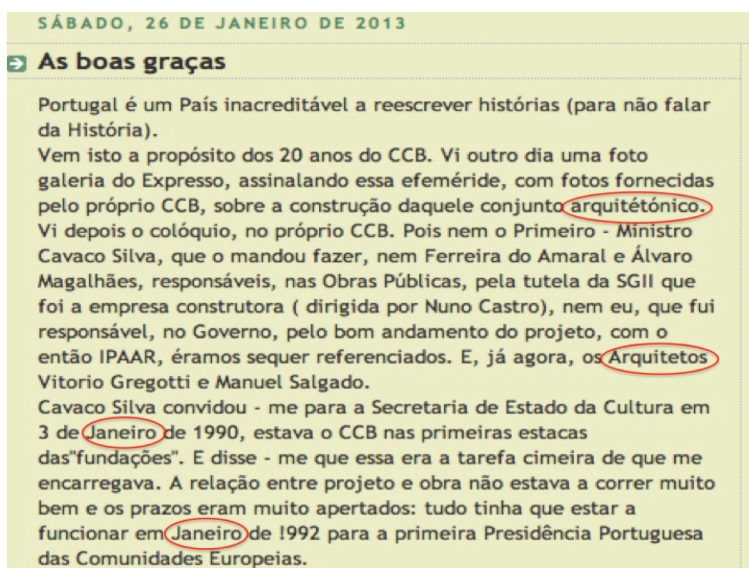 SÁBADO, 26 DE JANEIRO DE 2013
As boas graças
Portugal é um País inacreditável a reescrever histórias (para não falar
da História).
Vem isto a propósito dos 20 anos do CCB. Vi outro dia uma foto
galeria do Expresso, assinalando essa efeméride, com fotos fornecidas
pelo próprio CCB, sobre a construção daquele conjunto arquitétónico.
Vi depois o colóquio, no próprio CCB. Pois nem o Primeiro - Ministro
Cavaco Silva, que o mandou fazer, nem Ferreira do Amaral e Álvaro
Magalhães, responsáveis, nas Obras Públicas, pela tutela da SGII que
foi a empresa construtora ( dirigida por Nuno Castro), nem eu, que fui
responsável, no Governo, pelo bom andamento do projeto, com o
então IPAAR, éramos sequer referenciados. E, já agora, os Arquitetos
Vitorio Gregotti e Manuel Salgado.
Cavaco Silva convidou - me para a Secretaria de Estado da Cultura em
3 de Janeiro de 1990, estava o CCB nas primeiras estacas
das"fundações". E disse - me que essa era a tarefa cimeira de que me
encarregava. A relação entre projeto e obra não estava a correr muito
bem e os prazos eram muito apertados: tudo tinha que estar a
funcionar em Janeiro de !992 para a primeira Presidência Portuguesa
das Comunidades Europeias.